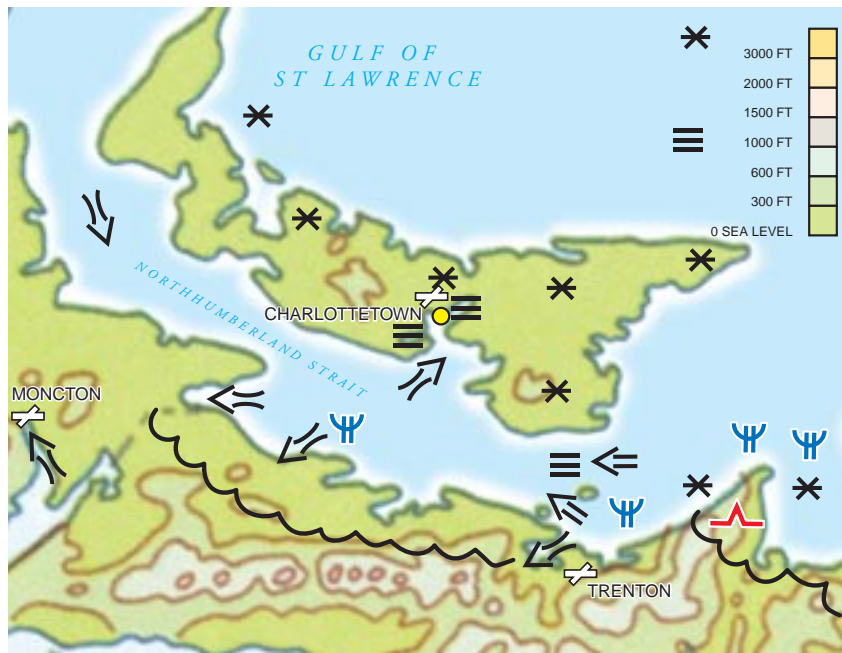 GULF OF
ST LAWRENCE
3000 FT
2000 FT
1500 FT
1000 FT
600 FT
300 FT
0 SEA LEVEL
NORTHHUMBERLAND STRAIT
CHARLOTTETOWN
MONCTON
TRENTON